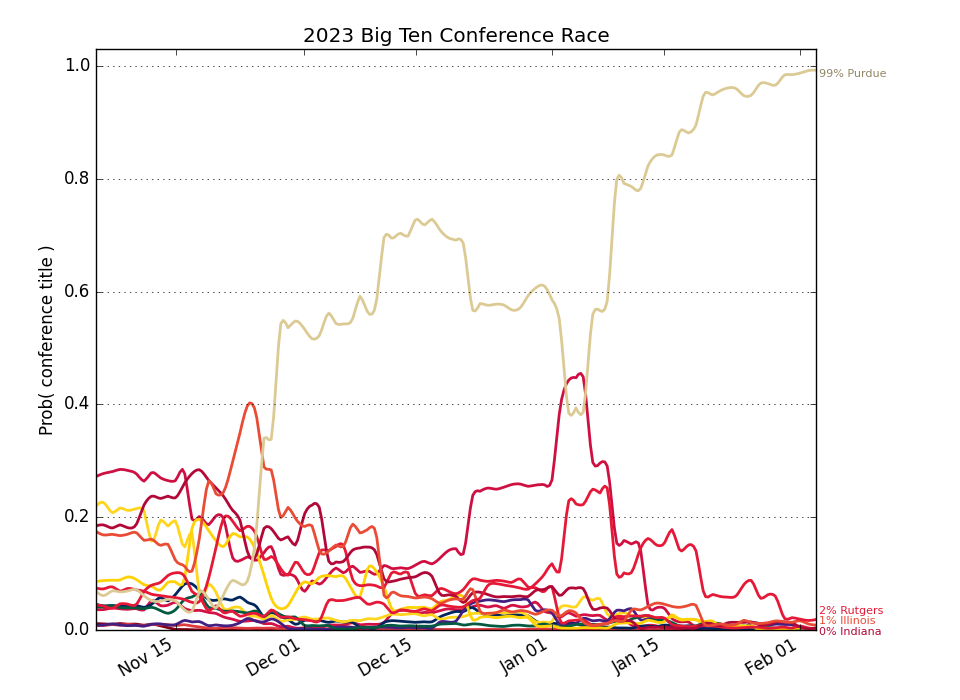 2023 Big Ten Conference Race
1.0
0.8
0.6
0.4
0.2
0.0
Prob( conference title )
99% Purdue
2% Rutgers
1% Illinois
0% Indiana
Nov 15
Dec 01
Dec 15
Jan 01
Jan 15
Feb 01